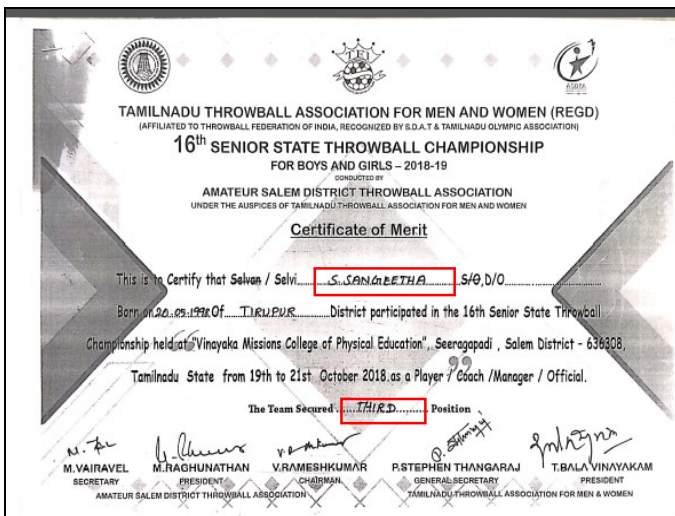 TFI
ASDTA
TAMILNADU THROWBALL ASSOCIATION FOR MEN AND WOMEN (REGD)
(AFFILIATED TO THROWBALL FEDERATION OF INDIA, RECOGNIZED BY S.D.A.T & TAMILNADU OLYMPIC ASSOCIATION)
16th SENIOR STATE THROWBALL CHAMPIONSHIP
FOR BOYS AND GIRLS – 2018-19
CONDUCTED BY
AMATEUR SALEM DISTRICT THROWBALL ASSOCIATION
UNDER THE AUSPICES OF TAMILNADU THROWBALL ASSOCIATION FOR MEN AND WOMEN
Certificate of Merit
This is to Certify that Selvan / Selvi....S.SANGEETHA....S/O,D/O....................
Born on 20.05.1998 Of....TIRUPUR....District participated in the 16th Senior State Throwball
Championship held at "Vinayaka Missions College of Physical Education", Seeragapadi , Salem District - 636308,
Tamilnadu State from 19th to 21st October 2018.as a Player / Coach /Manager / Official.
The Team Secured ....THIRD.... Position
M.VAIRAVEL M.RAGHUNATHAN V.RAMESHKUMAR P.STEPHEN THANGARAJ T.BALA VINAYAKAM
SECRETARY PRESIDENT CHAIRMAN GENERAL SECRETARY PRESIDENT
AMATEUR SALEM DISTRICT THROWBALL ASSOCIATION TAMILNADU THROWBALL ASSOCIATION FOR MEN & WOMEN